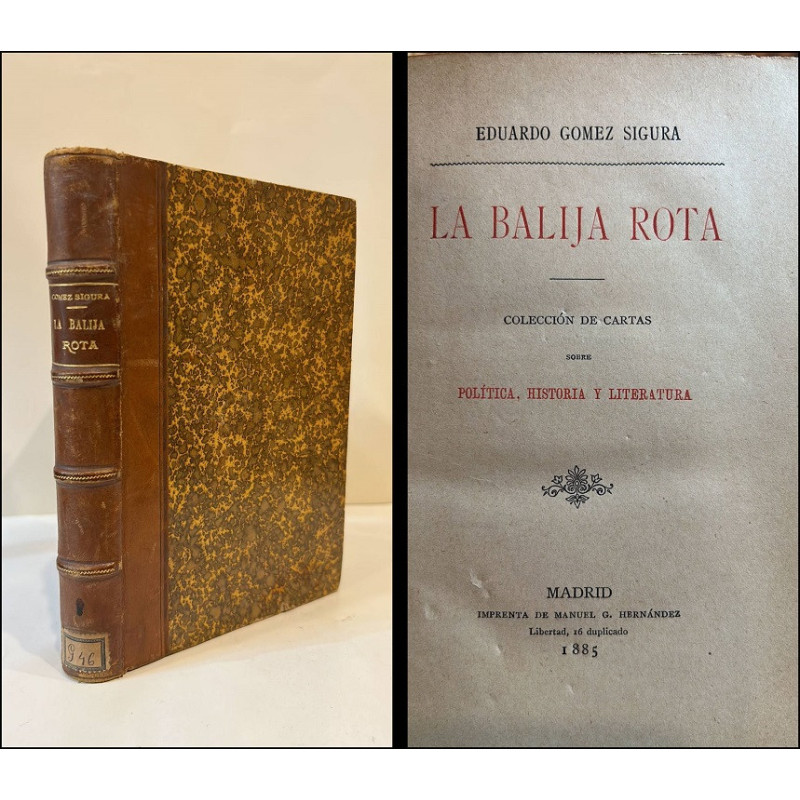 GOMEZ SIGURA
LA BALIJA
ROTA
946
EDUARDO GOMEZ SIGURA
LA BALIJA ROTA
COLECCIÓN DE CARTAS
SOBRE
POLÍTICA, HISTORIA Y LITERATURA
MADRID
IMPRENTA DE MANUEL G. HERNÁNDEZ
Libertad, 16 duplicado
1885